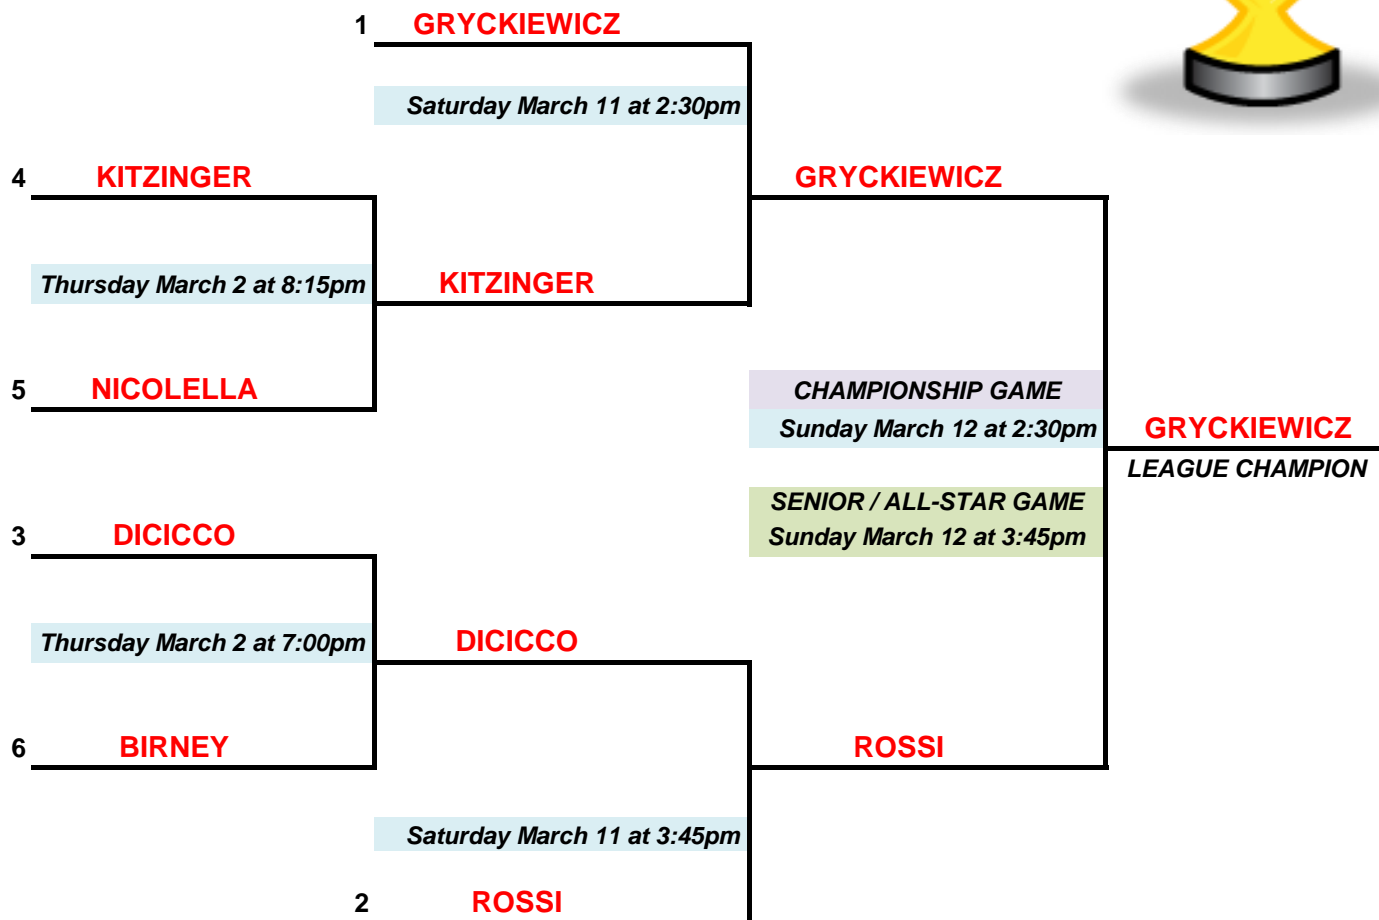 1 GRYCKIEWICZ
Saturday March 11 at 2:30pm
4 KITZINGER
GRYCKIEWICZ
Thursday March 2 at 8:15pm
KITZINGER
5 NICOLELLA
CHAMPIONSHIP GAME
Sunday March 12 at 2:30pm
GRYCKIEWICZ
LEAGUE CHAMPION
SENIOR / ALL-STAR GAME
Sunday March 12 at 3:45pm
3 DICICCO
Thursday March 2 at 7:00pm
DICICCO
6 BIRNEY
ROSSI
Saturday March 11 at 3:45pm
2 ROSSI